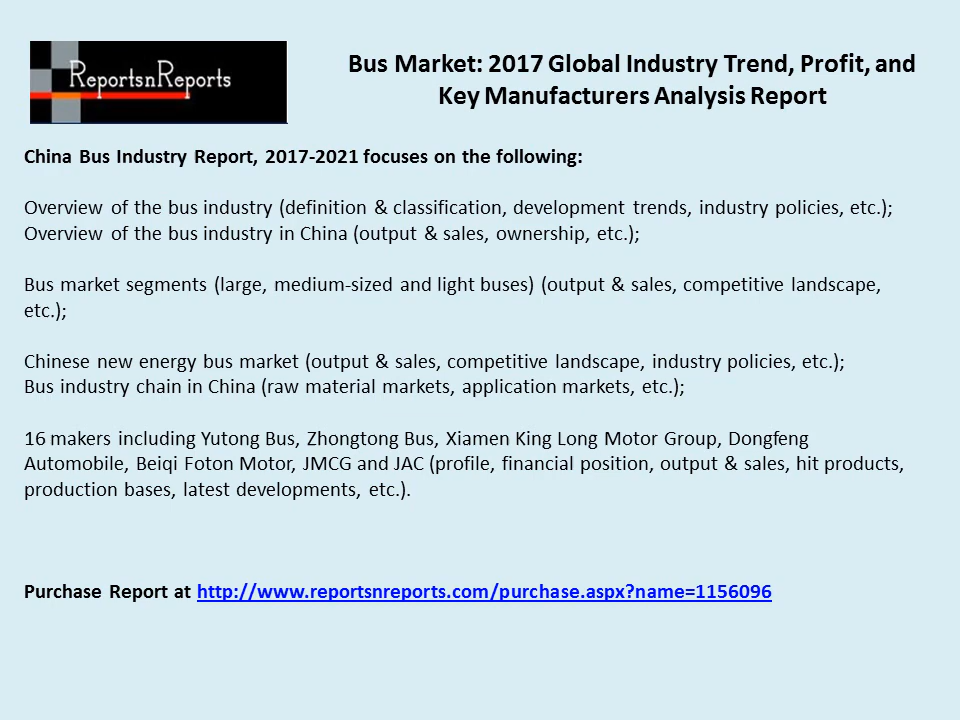 ReportsnReports
Bus Market: 2017 Global Industry Trend, Profit, and
Key Manufacturers Analysis Report
China Bus Industry Report, 2017-2021 focuses on the following:
Overview of the bus industry (definition & classification, development trends, industry policies, etc.);
Overview of the bus industry in China (output & sales, ownership, etc.);
Bus market segments (large, medium-sized and light buses) (output & sales, competitive landscape,
etc.);
Chinese new energy bus market (output & sales, competitive landscape, industry policies, etc.);
Bus industry chain in China (raw material markets, application markets, etc.);
16 makers including Yutong Bus, Zhongtong Bus, Xiamen King Long Motor Group, Dongfeng
Automobile, Beiqi Foton Motor, JMCG and JAC (profile, financial position, output & sales, hit products,
production bases, latest developments, etc.).
Purchase Report at http://www.reportsnreports.com/purchase.aspx?name=1156096